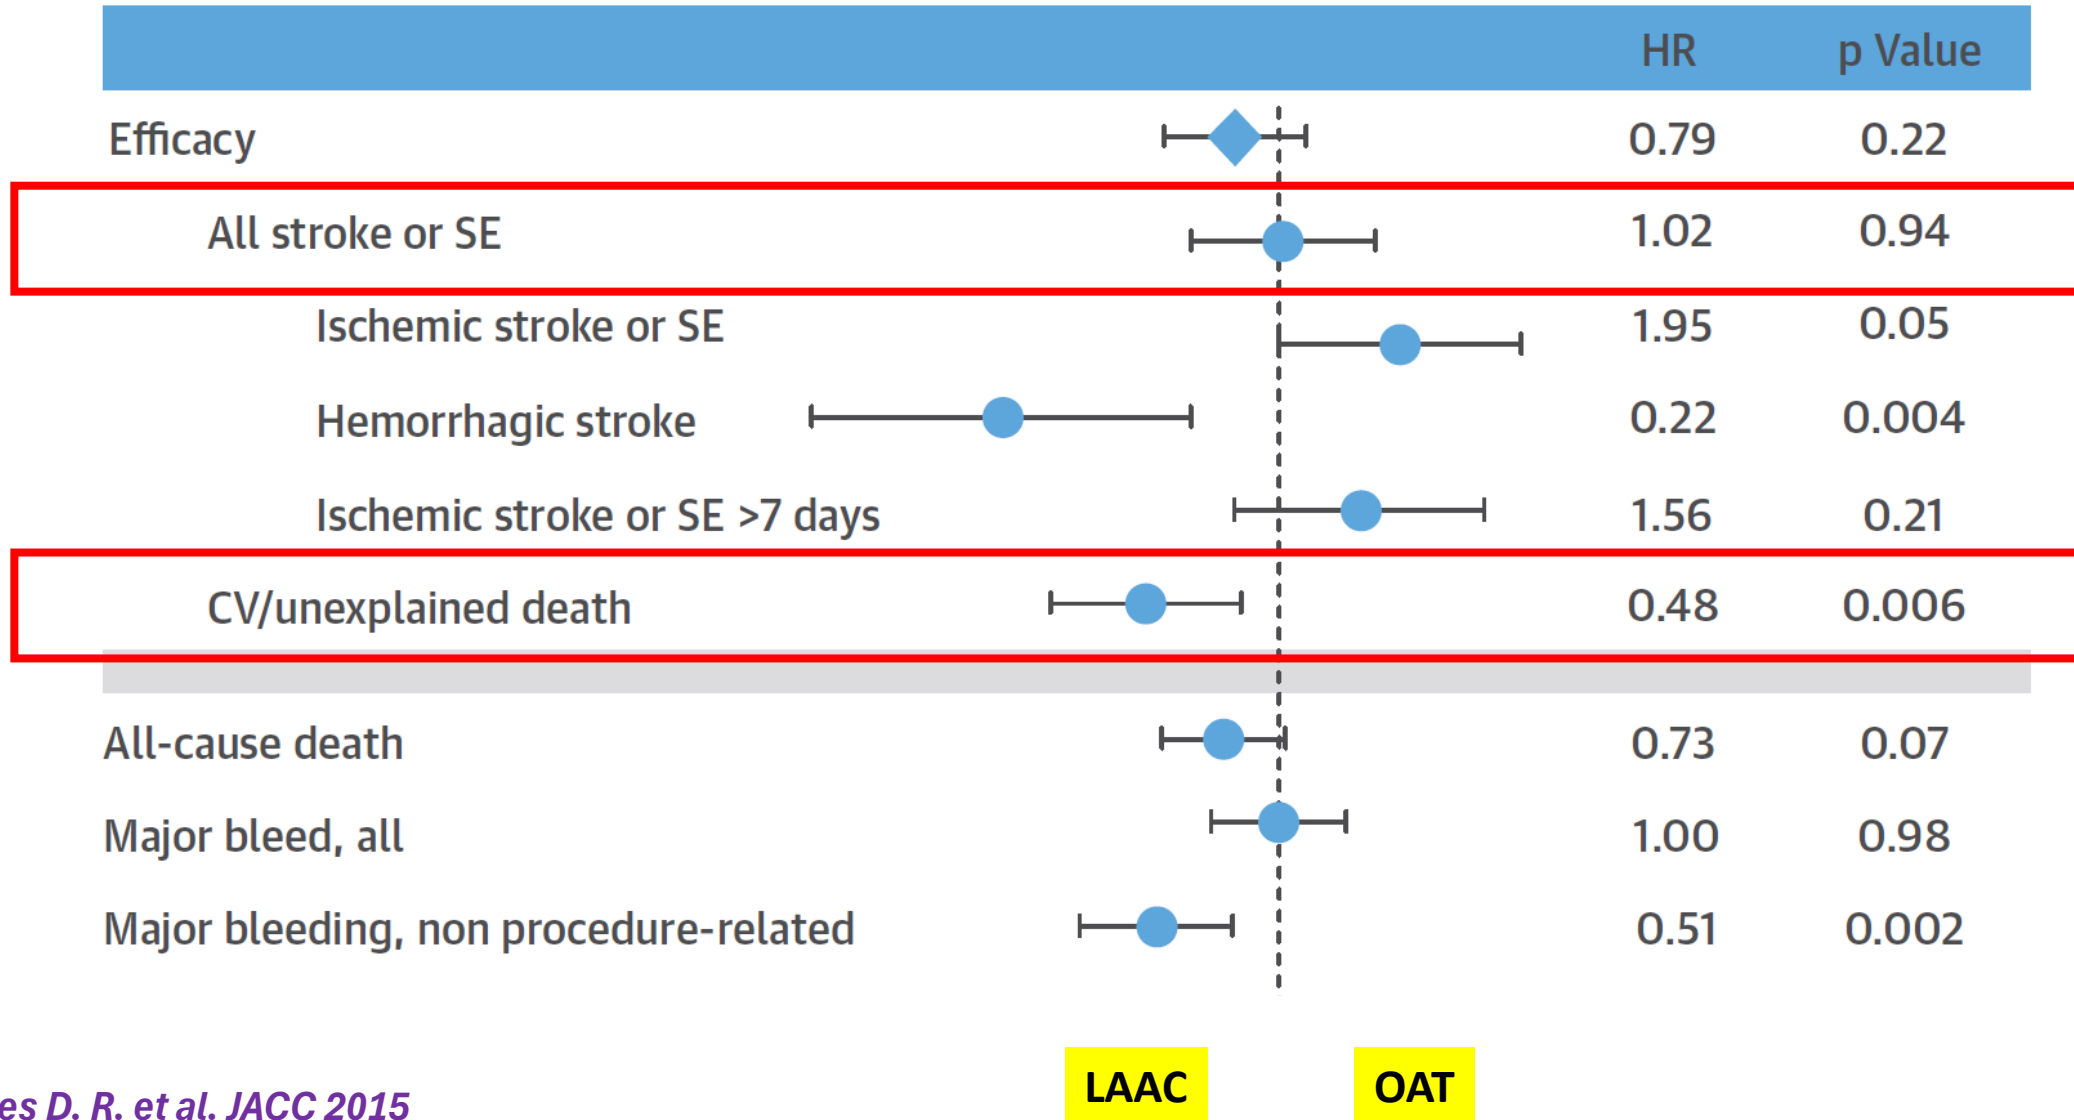 HR p Value
Efficacy 0.79 0.22
All stroke or SE 1.02 0.94
Ischemic stroke or SE 1.95 0.05
Hemorrhagic stroke 0.22 0.004
Ischemic stroke or SE >7 days 1.56 0.21
CV/unexplained death 0.48 0.006
All-cause death 0.73 0.07
Major bleed, all 1.00 0.98
Major bleeding, non procedure-related 0.51 0.002
LAAC OAT
D. R. et al. JACC 2015